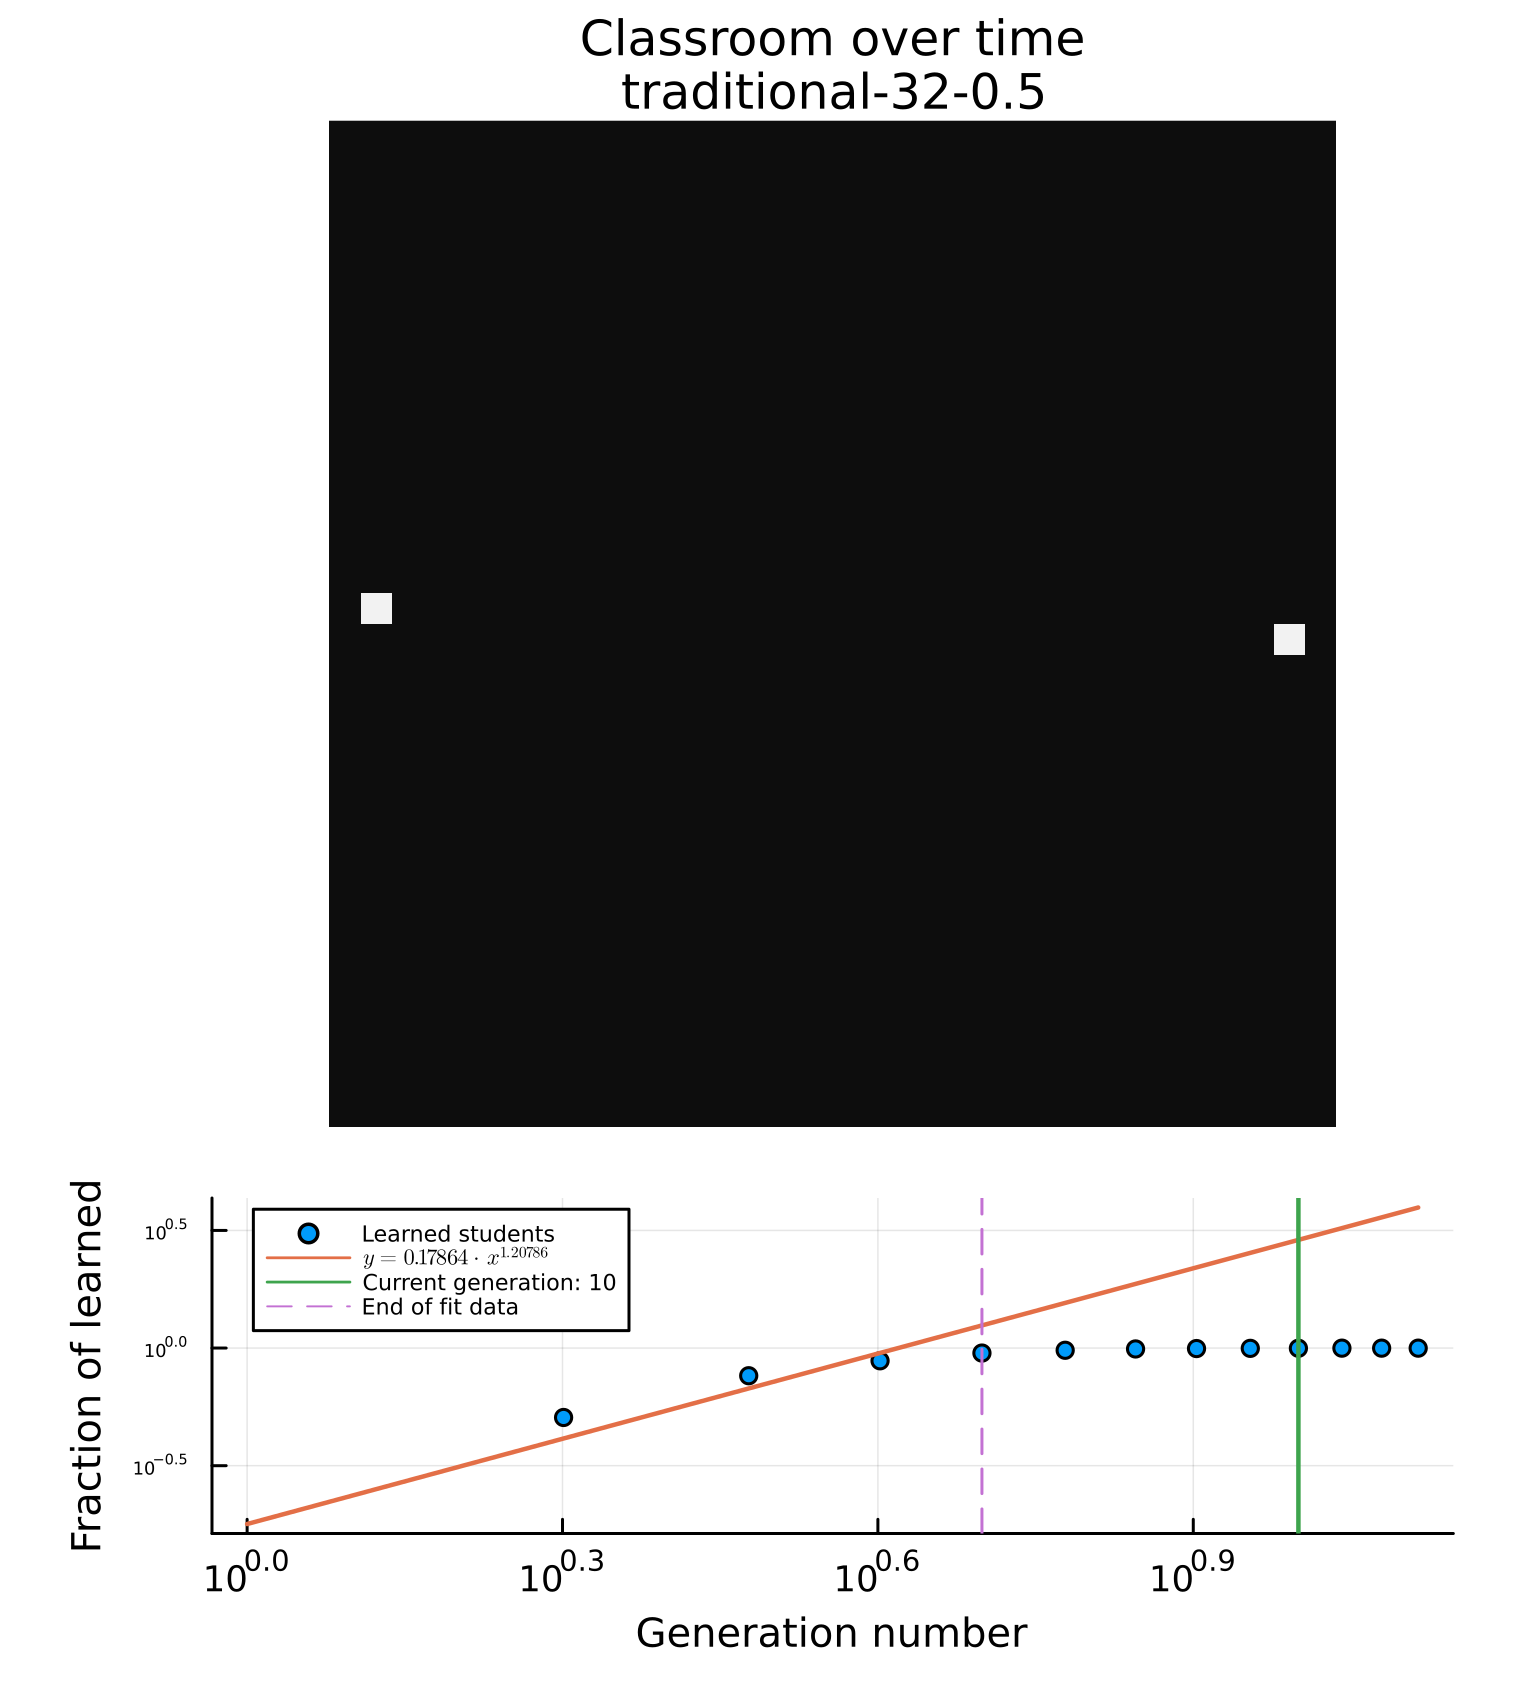 Classroom over time
traditional-32-0.5
Fraction of learned
10^0.5
10^0.0
10^−0.5
Learned students
y = 0.17864 · x^1.20786
Current generation: 10
End of fit data
10^0.0 10^0.3 10^0.6 10^0.9
Generation number